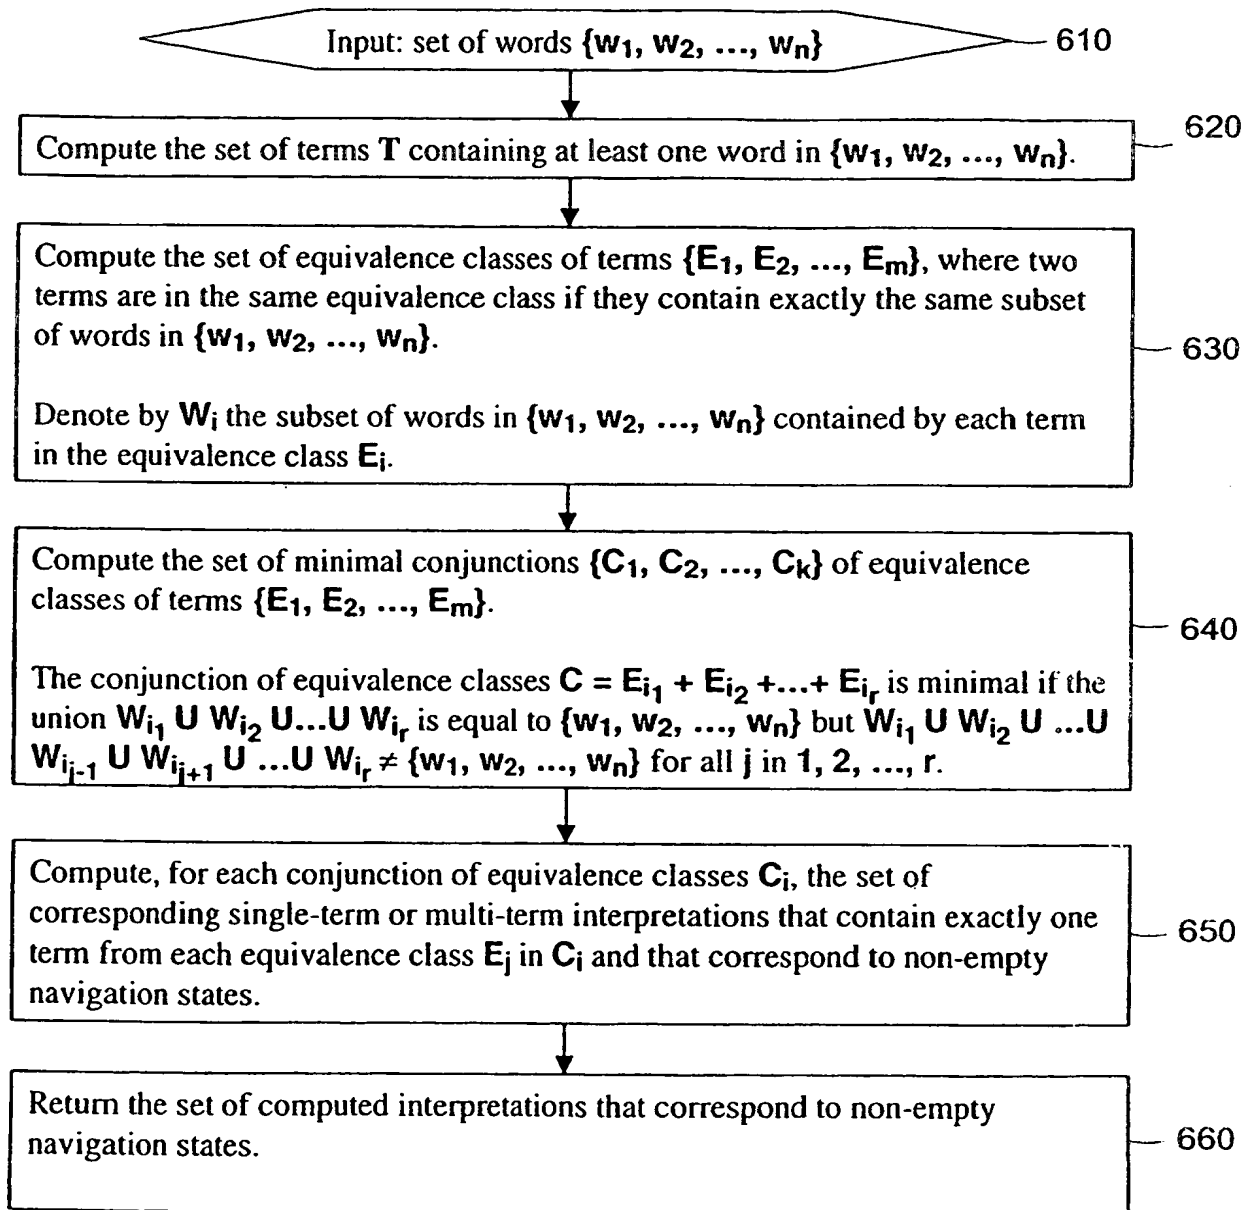 Input: set of words {w1, w2, ..., wn}
610
620
Compute the set of terms T containing at least one word in {w1, w2, ..., wn}.
Compute the set of equivalence classes of terms {E1, E2, ..., Em}, where two
terms are in the same equivalence class if they contain exactly the same subset
of words in {w1, w2, ..., wn}.
630
Denote by Wi the subset of words in {w1, w2, ..., wn} contained by each term
in the equivalence class Ei.
Compute the set of minimal conjunctions {C1, C2, ..., Ck} of equivalence
classes of terms {E1, E2, ..., Em}.
640
The conjunction of equivalence classes C = Ei1 + Ei2 +...+ Eir is minimal if the
union Wi1 U Wi2 U...U Wir is equal to {w1, w2, ..., wn} but Wi1 U Wi2 U ...U
Wij-1 U Wij+1 U ...U Wir ≠ {w1, w2, ..., wn} for all j in 1, 2, ..., r.
Compute, for each conjunction of equivalence classes Ci, the set of
corresponding single-term or multi-term interpretations that contain exactly one
term from each equivalence class Ej in Ci and that correspond to non-empty
navigation states.
650
Return the set of computed interpretations that correspond to non-empty
navigation states.
660